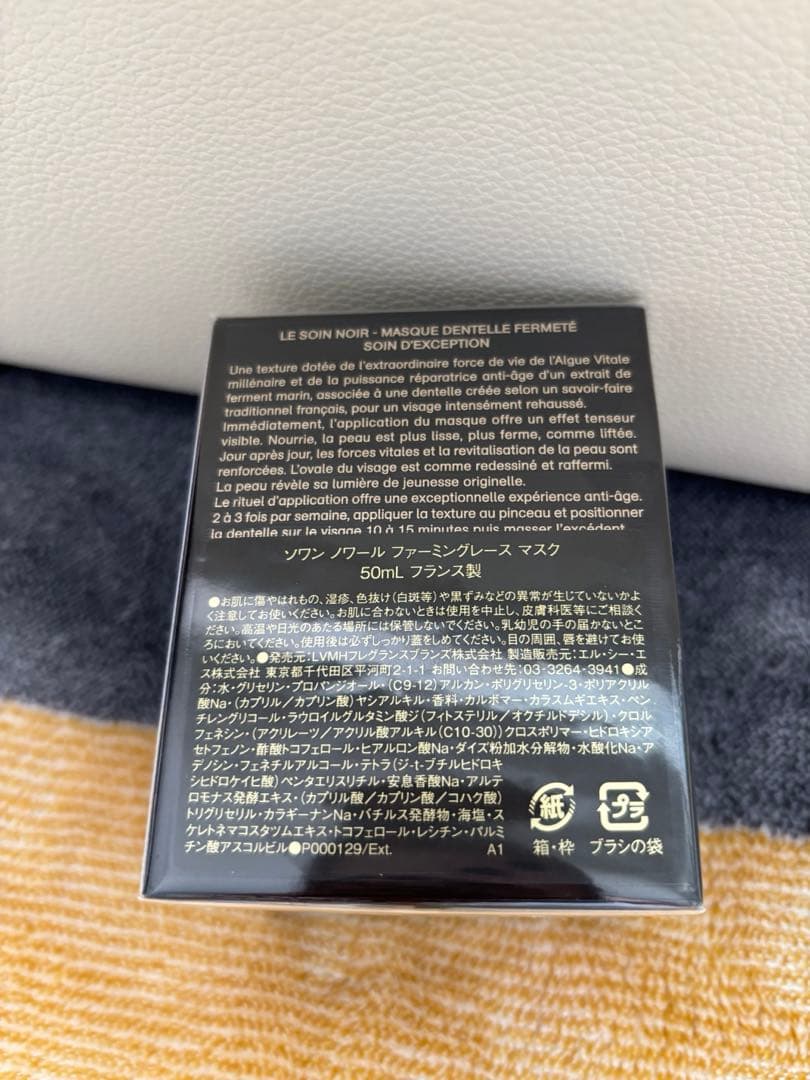 LE SOIN NOIR - MASQUE DENTELLE FERMETÉ
SOIN D'EXCEPTION
Une texture dotée de l'extraordinaire force de vie de l'Algue Vitale
millénaire et de la puissance réparatrice anti-âge d'un extrait de
ferment marin, associée à une dentelle créée selon un savoir-faire
traditionnel français, pour un visage intensément rehaussé.
Immédiatement, l'application du masque offre un effet tenseur
visible. Nourrie, la peau est plus lisse, plus ferme, comme liftée.
Jour après jour, les forces vitales et la revitalisation de la peau sont
renforcées. L'ovale du visage est comme redessiné et raffermi.
La peau révèle sa lumière de jeunesse originelle.
Le rituel d'application offre une exceptionnelle expérience anti-âge.
2 à 3 fois par semaine, appliquer la texture au pinceau et positionner
la dentelle sur le visage 10 à 15 minutes puis masser l'excédent
ソワン ノワール ファーミングレース マスク
50mL フランス製
●お肌に傷やはれもの、湿疹、色抜け(白斑等)や黒ずみなどの異常が生じていないかよ
く注意してお使いください。お肌に合わないときは使用を中止し、皮膚科医等にご相談く
ださい。高温や日光のあたる場所には保管しないでください。乳幼児の手の届かないとこ
ろにおいてください。使用後は必ずしっかり蓋をしめてください。目の周囲、唇を避けてお使
いください。●発売元:LVMHフレグランスブランズ株式会社 製造販売元:エル・シー・エ
ス株式会社 東京都千代田区平河町2-1-1 お問い合わせ先:03-3264-3941●成
分:水・グリセリン・プロパンジオール・(C9-12)アルカン・ポリグリセリン-3・ポリアクリル
酸Na・(カプリル/カプリン酸)ヤシアルキル・香料・カルボマー・カラスムギエキス・ペン
チレングリコール・ラウロイルグルタミン酸ジ(フィトステリル/オクチルドデシル)・クロル
フェネシン・(アクリレーツ/アクリル酸アルキル(C10-30))クロスポリマー・ヒドロキシア
セトフェノン・酢酸トコフェロール・ヒアルロン酸Na・ダイズ粉加水分解物・水酸化Na・ア
デノシン・フェネチルアルコール・テトラ(ジ-t-ブチルヒドロキ
シヒドロケイヒ酸)ペンタエリスリチル・安息香酸Na・アルテ
ロモナス発酵エキス・(カプリル酸/カプリン酸/コハク酸)
トリグリセリル・カラギーナンNa・バチルス発酵物・海塩・ス
ケレトネマコスタツムエキス・トコフェロール・レシチン・パルミ
チン酸アスコルビル●P000129/Ext. A1
紙 プラ
箱・枠 ブラシの袋